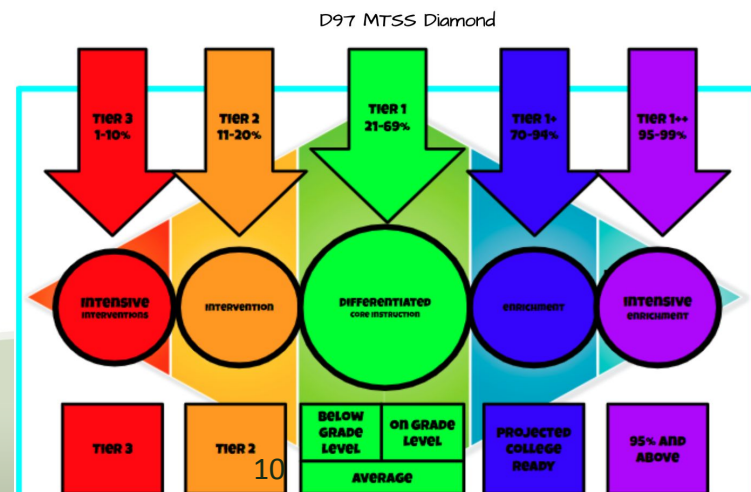 D97 MTSS Diamond
TIER 3
1-10%
TIER 2
11-20%
TIER 1
21-69%
TIER 1+
70-94%
TIER 1++
95-99%
INTENSIVE
INTERVENTIONS
INTERVENTION
DIFFERENTIATED
CORE INSTRUCTION
ENRICHMENT
INTENSIVE
ENRICHMENT
TIER 3
TIER 2
BELOW
GRADE
LEVEL
ON GRADE
LEVEL
AVERAGE
PROJECTED
COLLEGE
READY
95% AND
ABOVE
10